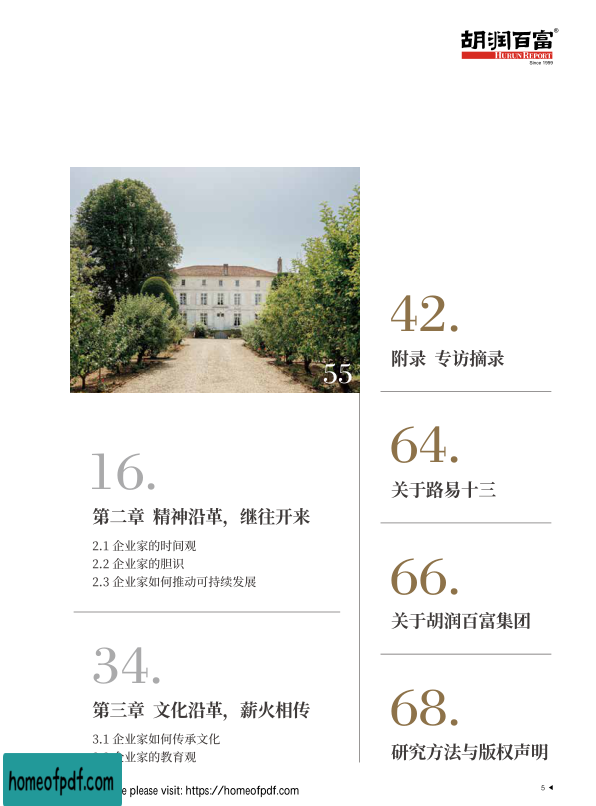 胡润百富®
HURUN REPORT
Since 1999
55
16.
第二章 精神沿革，继往开来
2.1 企业家的时间观
2.2 企业家的胆识
2.3 企业家如何推动可持续发展
34.
第三章 文化沿革，薪火相传
3.1 企业家如何传承文化
企业家的教育观
42.
附录 专访摘录
64.
关于路易十三
66.
关于胡润百富集团
68.
研究方法与版权声明
homeofpdf.com
please visit: https://homeofpdf.com
5